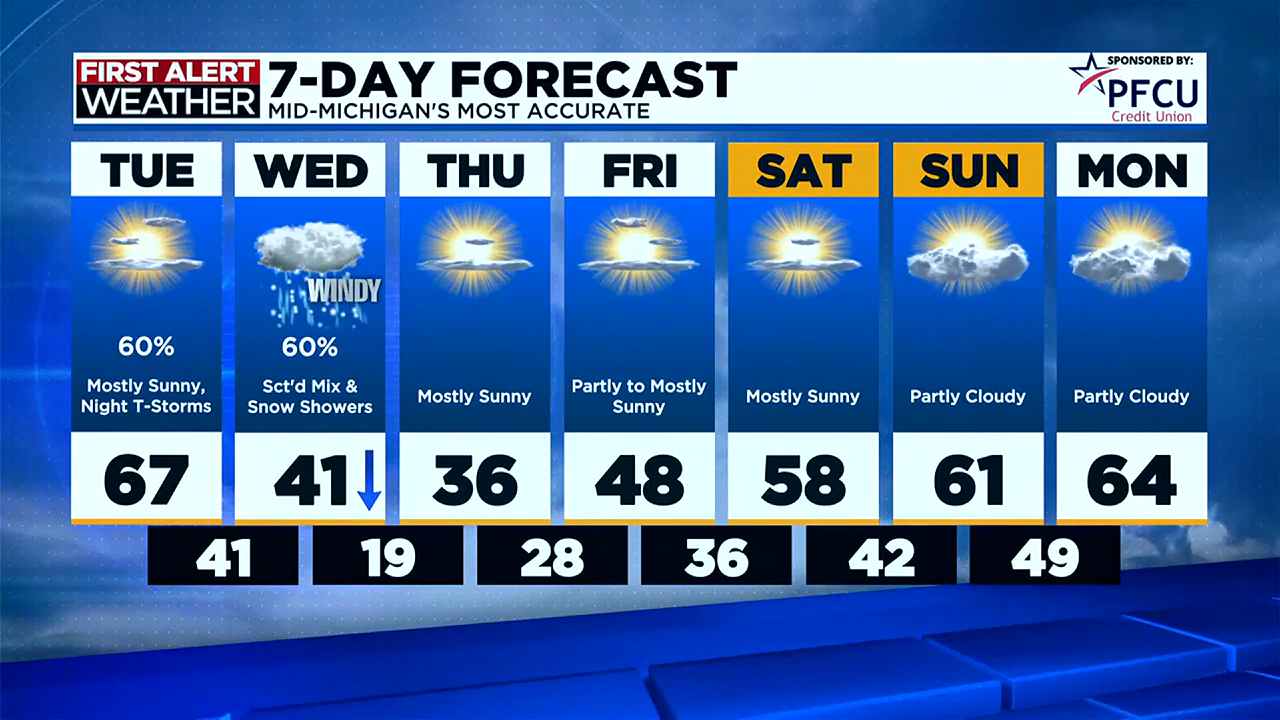 FIRST ALERT
WEATHER
7-DAY FORECAST
MID-MICHIGAN'S MOST ACCURATE
SPONSORED BY:
PFCU
Credit Union
TUE
WED
THU
FRI
SAT
SUN
MON
WINDY
60%
60%
Mostly Sunny,
Night T-Storms
Sct'd Mix &
Snow Showers
Mostly Sunny
Partly to Mostly
Sunny
Mostly Sunny
Partly Cloudy
Partly Cloudy
67
41
36
48
58
61
64
41
19
28
36
42
49